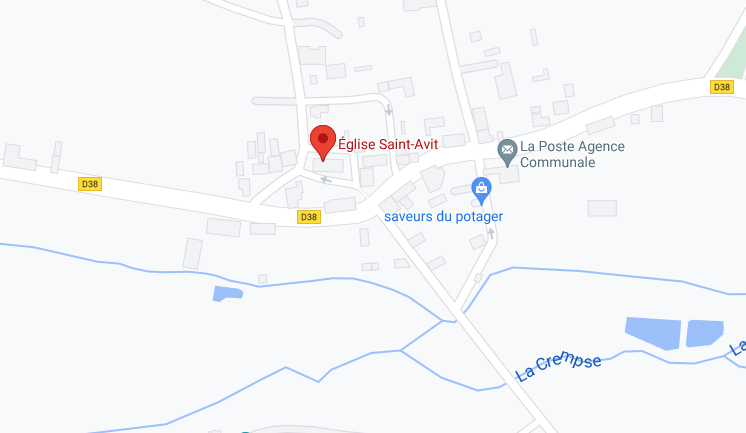 D38
Église Saint-Avit
La Poste Agence
Communale
D38
saveurs du potager
D38
La Crempse
La